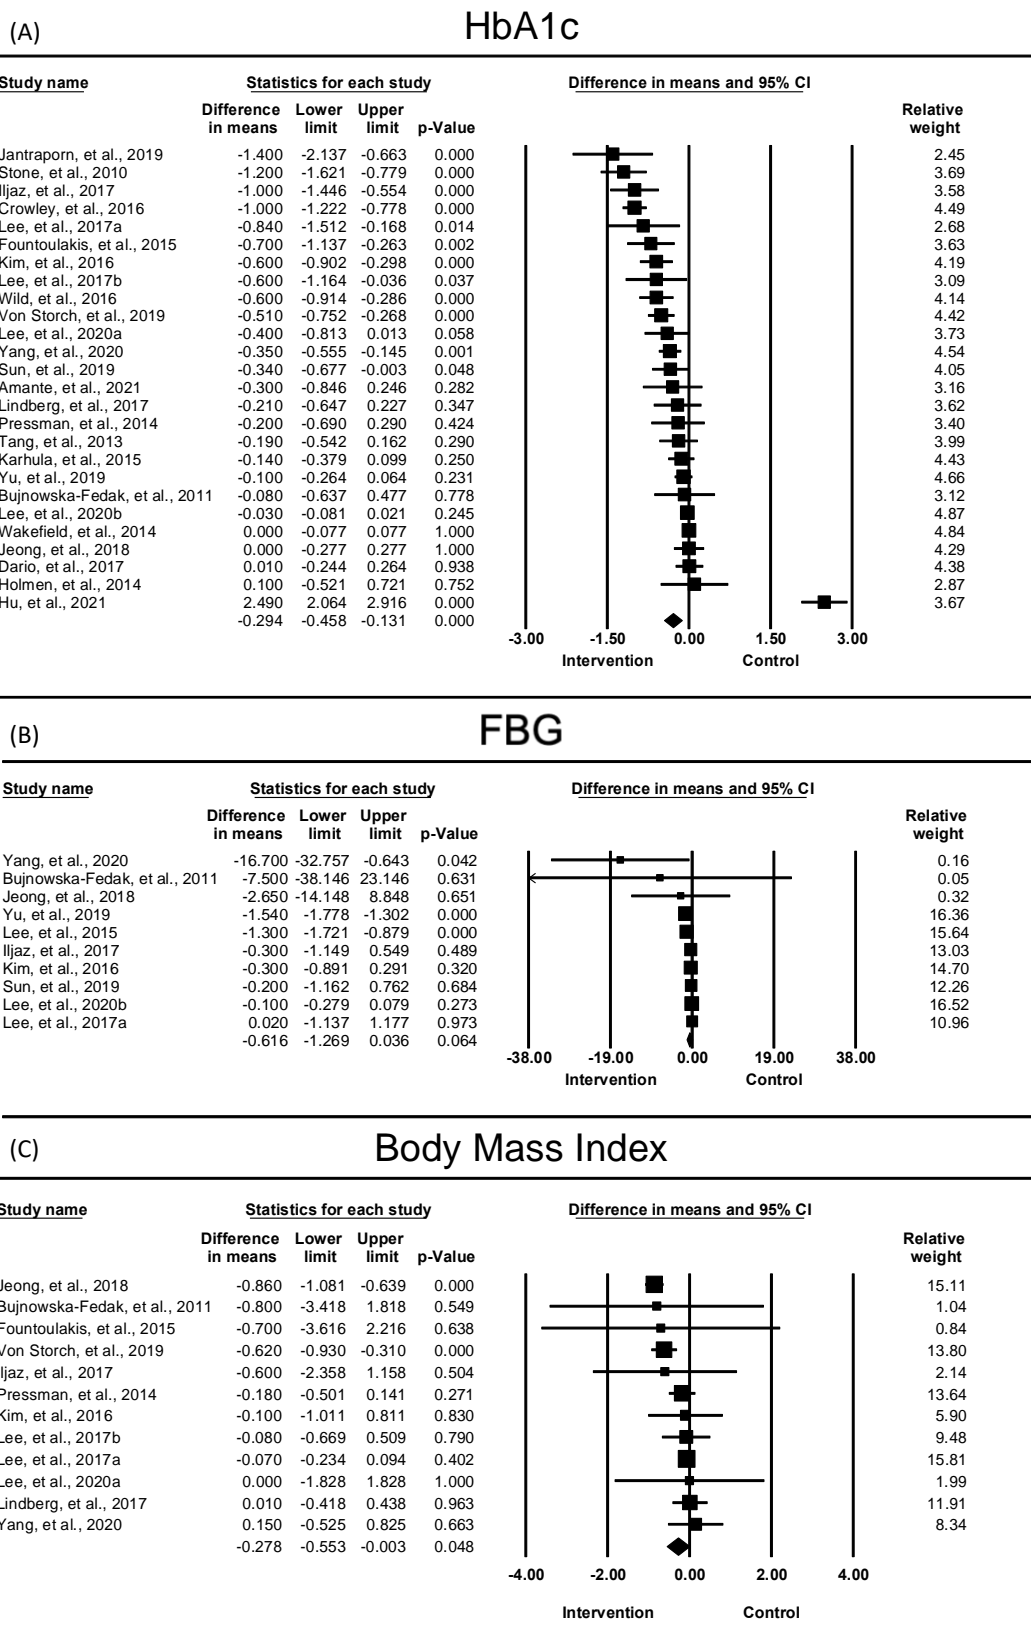 (A) HbA1c
Study name Statistics for each study Difference in means and 95% CI
Difference Lower Upper Relative
in means limit limit p-Value weight
Jantraporn, et al., 2019 -1.400 -2.137 -0.663 0.000 2.45
Stone, et al., 2010 -1.200 -1.621 -0.779 0.000 3.69
Iljaz, et al., 2017 -1.000 -1.446 -0.554 0.000 3.58
Crowley, et al., 2016 -1.000 -1.222 -0.778 0.000 4.49
Lee, et al., 2017a -0.840 -1.512 -0.168 0.014 2.68
Fountoulakis, et al., 2015 -0.700 -1.137 -0.263 0.002 3.63
Kim, et al., 2016 -0.600 -0.902 -0.298 0.000 4.19
Lee, et al., 2017b -0.600 -1.164 -0.036 0.037 3.09
Wild, et al., 2016 -0.600 -0.914 -0.286 0.000 4.14
Von Storch, et al., 2019 -0.510 -0.752 -0.268 0.000 4.42
Lee, et al., 2020a -0.400 -0.813 0.013 0.058 3.73
Yang, et al., 2020 -0.350 -0.555 -0.145 0.001 4.54
Sun, et al., 2019 -0.340 -0.677 -0.003 0.048 4.05
Amante, et al., 2021 -0.300 -0.846 0.246 0.282 3.16
Lindberg, et al., 2017 -0.210 -0.647 0.227 0.347 3.62
Pressman, et al., 2014 -0.200 -0.690 0.290 0.424 3.40
Tang, et al., 2013 -0.190 -0.542 0.162 0.290 3.99
Karhula, et al., 2015 -0.140 -0.379 0.099 0.250 4.43
Yu, et al., 2019 -0.100 -0.264 0.064 0.231 4.66
Bujnowska-Fedak, et al., 2011 -0.080 -0.637 0.477 0.778 3.12
Lee, et al., 2020b -0.030 -0.081 0.021 0.245 4.87
Wakefield, et al., 2014 0.000 -0.077 0.077 1.000 4.84
Jeong, et al., 2018 0.000 -0.277 0.277 1.000 4.29
Dario, et al., 2017 0.010 -0.244 0.264 0.938 4.38
Holmen, et al., 2014 0.100 -0.521 0.721 0.752 2.87
Hu, et al., 2021 2.490 2.064 2.916 0.000 3.67
-0.294 -0.458 -0.131 0.000
-3.00 -1.50 0.00 1.50 3.00
Intervention Control
(B) FBG
Study name Statistics for each study Difference in means and 95% CI
Difference Lower Upper Relative
in means limit limit p-Value weight
Yang, et al., 2020 -16.700 -32.757 -0.643 0.042 0.16
Bujnowska-Fedak, et al., 2011 -7.500 -38.146 23.146 0.631 0.05
Jeong, et al., 2018 -2.650 -14.148 8.848 0.651 0.32
Yu, et al., 2019 -1.540 -1.778 -1.302 0.000 16.36
Lee, et al., 2015 -1.300 -1.721 -0.879 0.000 15.64
Iljaz, et al., 2017 -0.300 -1.149 0.549 0.489 13.03
Kim, et al., 2016 -0.300 -0.891 0.291 0.320 14.70
Sun, et al., 2019 -0.200 -1.162 0.762 0.684 12.26
Lee, et al., 2020b -0.100 -0.279 0.079 0.273 16.52
Lee, et al., 2017a 0.020 -1.137 1.177 0.973 10.96
-0.616 -1.269 0.036 0.064
-38.00 -19.00 0.00 19.00 38.00
Intervention Control
(C) Body Mass Index
Study name Statistics for each study Difference in means and 95% CI
Difference Lower Upper Relative
in means limit limit p-Value weight
Jeong, et al., 2018 -0.860 -1.081 -0.639 0.000 15.11
Bujnowska-Fedak, et al., 2011 -0.800 -3.418 1.818 0.549 1.04
Fountoulakis, et al., 2015 -0.700 -3.616 2.216 0.638 0.84
Von Storch, et al., 2019 -0.620 -0.930 -0.310 0.000 13.80
Iljaz, et al., 2017 -0.600 -2.358 1.158 0.504 2.14
Pressman, et al., 2014 -0.180 -0.501 0.141 0.271 13.64
Kim, et al., 2016 -0.100 -1.011 0.811 0.830 5.90
Lee, et al., 2017b -0.080 -0.669 0.509 0.790 9.48
Lee, et al., 2017a -0.070 -0.234 0.094 0.402 15.81
Lee, et al., 2020a 0.000 -1.828 1.828 1.000 1.99
Lindberg, et al., 2017 0.010 -0.418 0.438 0.963 11.91
Yang, et al., 2020 0.150 -0.525 0.825 0.663 8.34
-0.278 -0.553 -0.003 0.048
-4.00 -2.00 0.00 2.00 4.00
Intervention Control